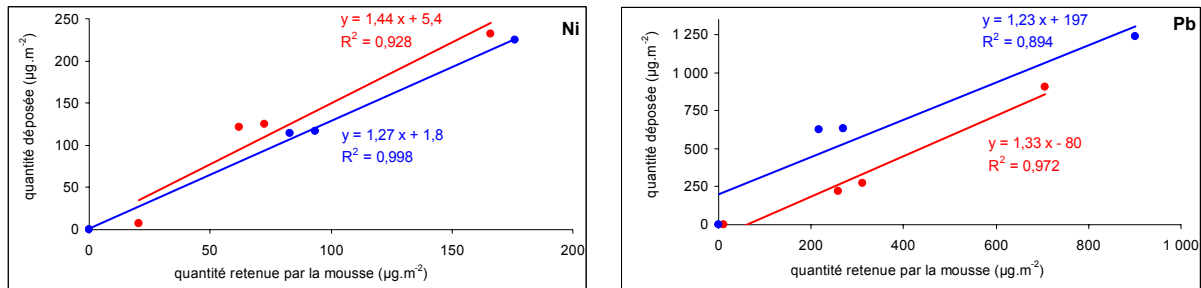 quantité déposée (µg.m⁻²)
250
200
150
100
50
0
0 50 100 150 200
quantité retenue par la mousse (µg.m⁻²)
y = 1,44 x + 5,4
R² = 0,928
Ni
y = 1,27 x + 1,8
R² = 0,998
quantité déposée (µg.m⁻²)
1 250
1 000
750
500
250
0
0 200 400 600 800 1 000
quantité retenue par la mousse (µg.m⁻²)
y = 1,23 x + 197
R² = 0,894
Pb
y = 1,33 x - 80
R² = 0,972